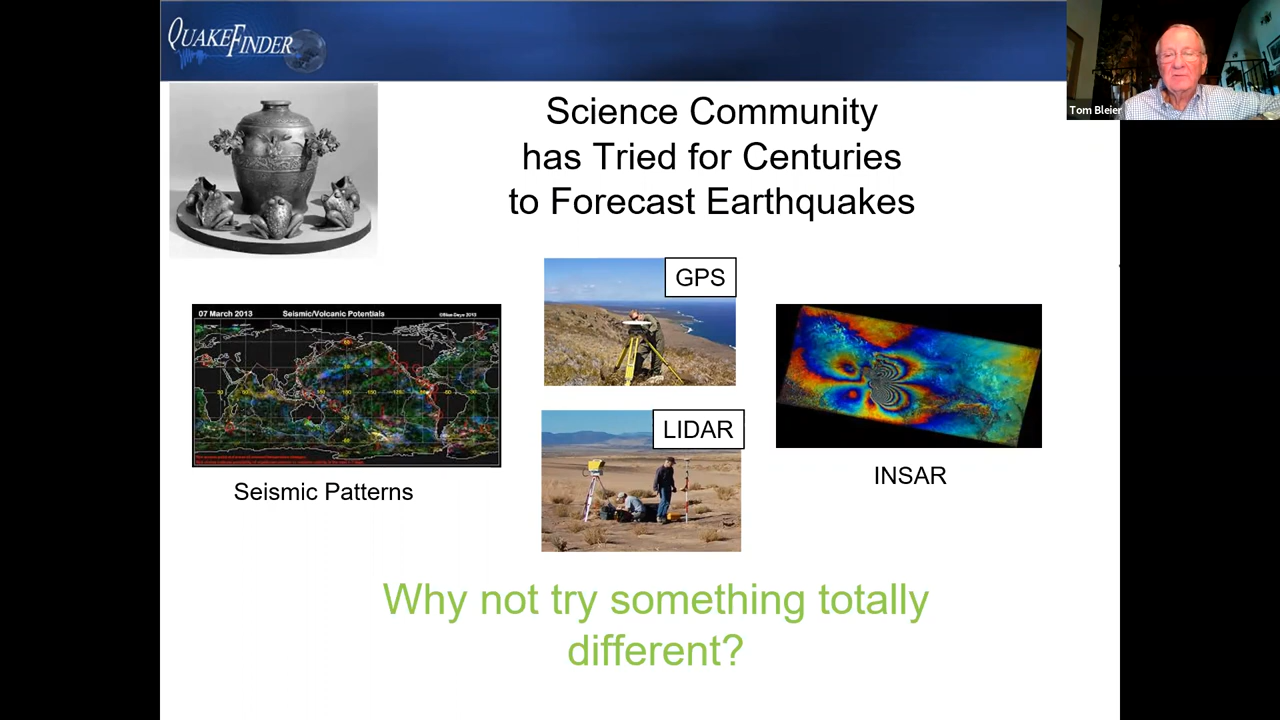 QUAKEFINDER
Tom Bleier
Science Community
has Tried for Centuries
to Forecast Earthquakes
GPS
07 March 2013 Seismic/Volcanic Potentials
LIDAR
INSAR
Seismic Patterns
Why not try something totally
different?